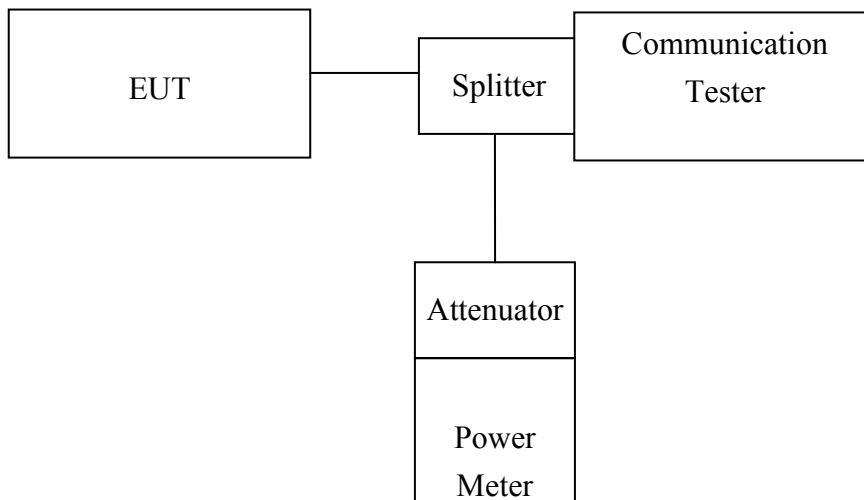 EUT
Splitter
Communication
Tester
Attenuator
Power
Meter